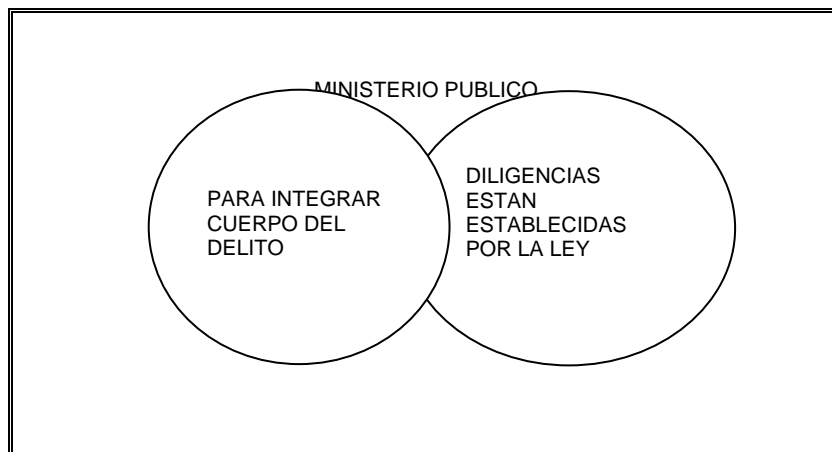 MINISTERIO PUBLICO
PARA INTEGRAR
CUERPO DEL
DELITO
DILIGENCIAS
ESTAN
ESTABLECIDAS
POR LA LEY